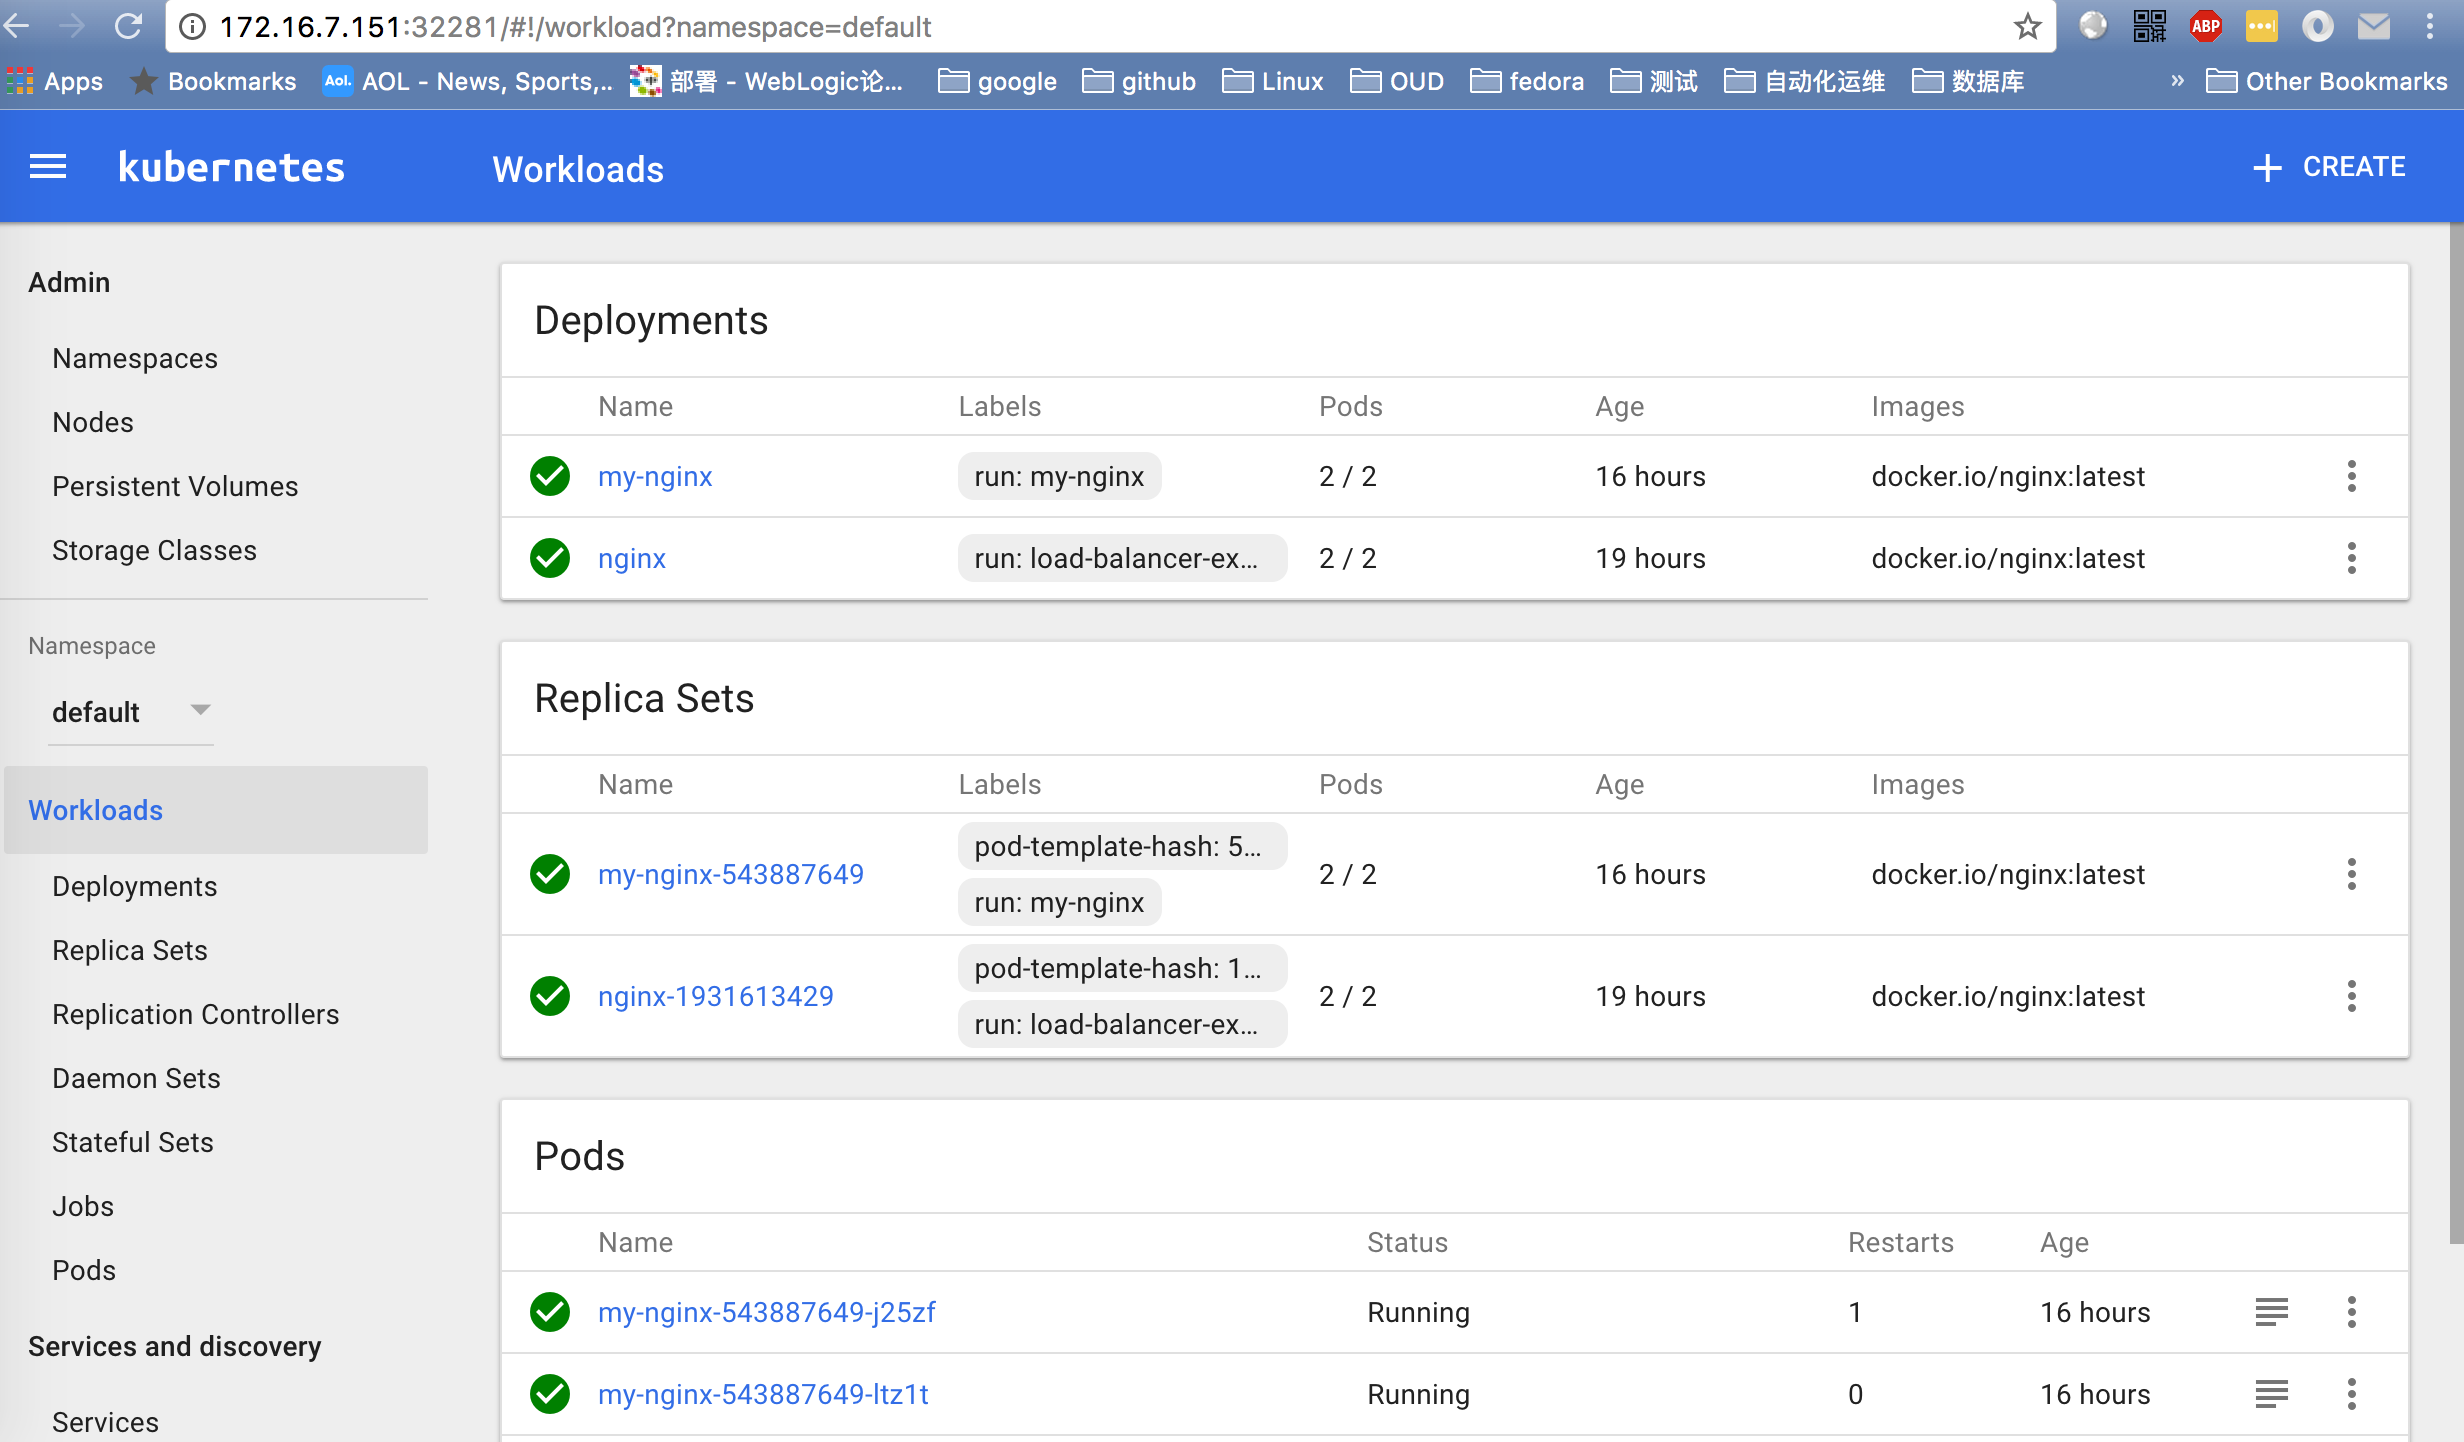 172.16.7.151:32281/#!/workload?namespace=default
ABP
Apps Bookmarks Aol. AOL - News, Sports,... 部署 - WebLogic论... google github Linux OUD fedora 测试 自动化运维 数据库 » Other Bookmarks
kubernetes Workloads + CREATE
Admin
Namespaces
Nodes
Persistent Volumes
Storage Classes
Namespace
default
Workloads
Deployments
Replica Sets
Replication Controllers
Daemon Sets
Stateful Sets
Jobs
Pods
Services and discovery
Services
Deployments
Name Labels Pods Age Images
my-nginx run: my-nginx 2 / 2 16 hours docker.io/nginx:latest
nginx run: load-balancer-ex... 2 / 2 19 hours docker.io/nginx:latest
Replica Sets
Name Labels Pods Age Images
my-nginx-543887649 pod-template-hash: 5... 2 / 2 16 hours docker.io/nginx:latest
run: my-nginx
nginx-1931613429 pod-template-hash: 1... 2 / 2 19 hours docker.io/nginx:latest
run: load-balancer-ex...
Pods
Name Status Restarts Age
my-nginx-543887649-j25zf Running 1 16 hours
my-nginx-543887649-ltz1t Running 0 16 hours